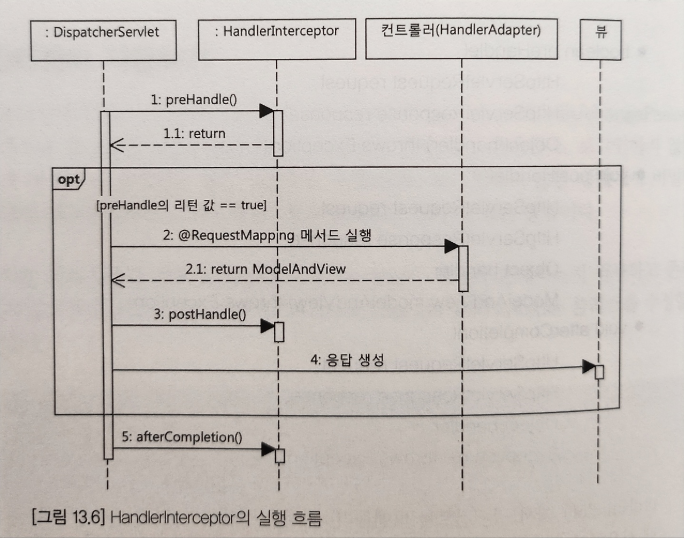 : DispatcherServlet
: HandlerInterceptor
컨트롤러(HandlerAdapter)
뷰
1: preHandle()
1.1: return
opt
[preHandle의 리턴 값 == true]
2: @RequestMapping 메서드 실행
2.1: return ModelAndView
3: postHandle()
4: 응답 생성
5: afterCompletion()
[그림 13.6] HandlerInterceptor의 실행 흐름